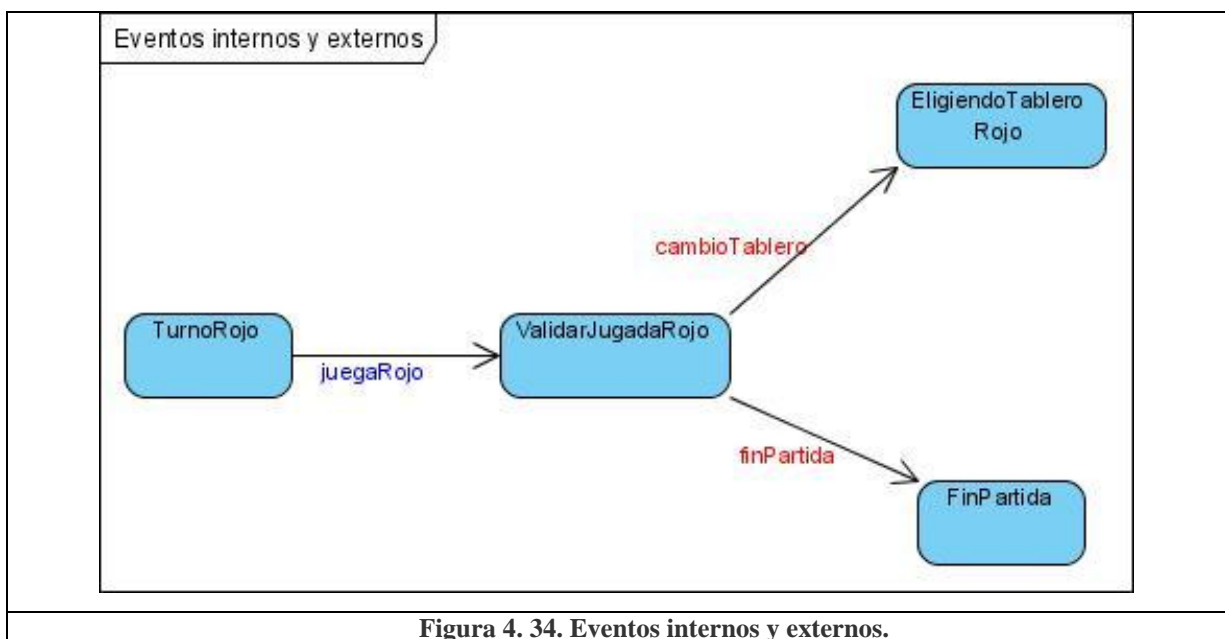 Eventos internos y externos
EligiendoTablero
Rojo
cambioTablero
TurnoRojo
ValidarJugadaRojo
juegaRojo
finPartida
FinPartida
Figura 4. 34. Eventos internos y externos.